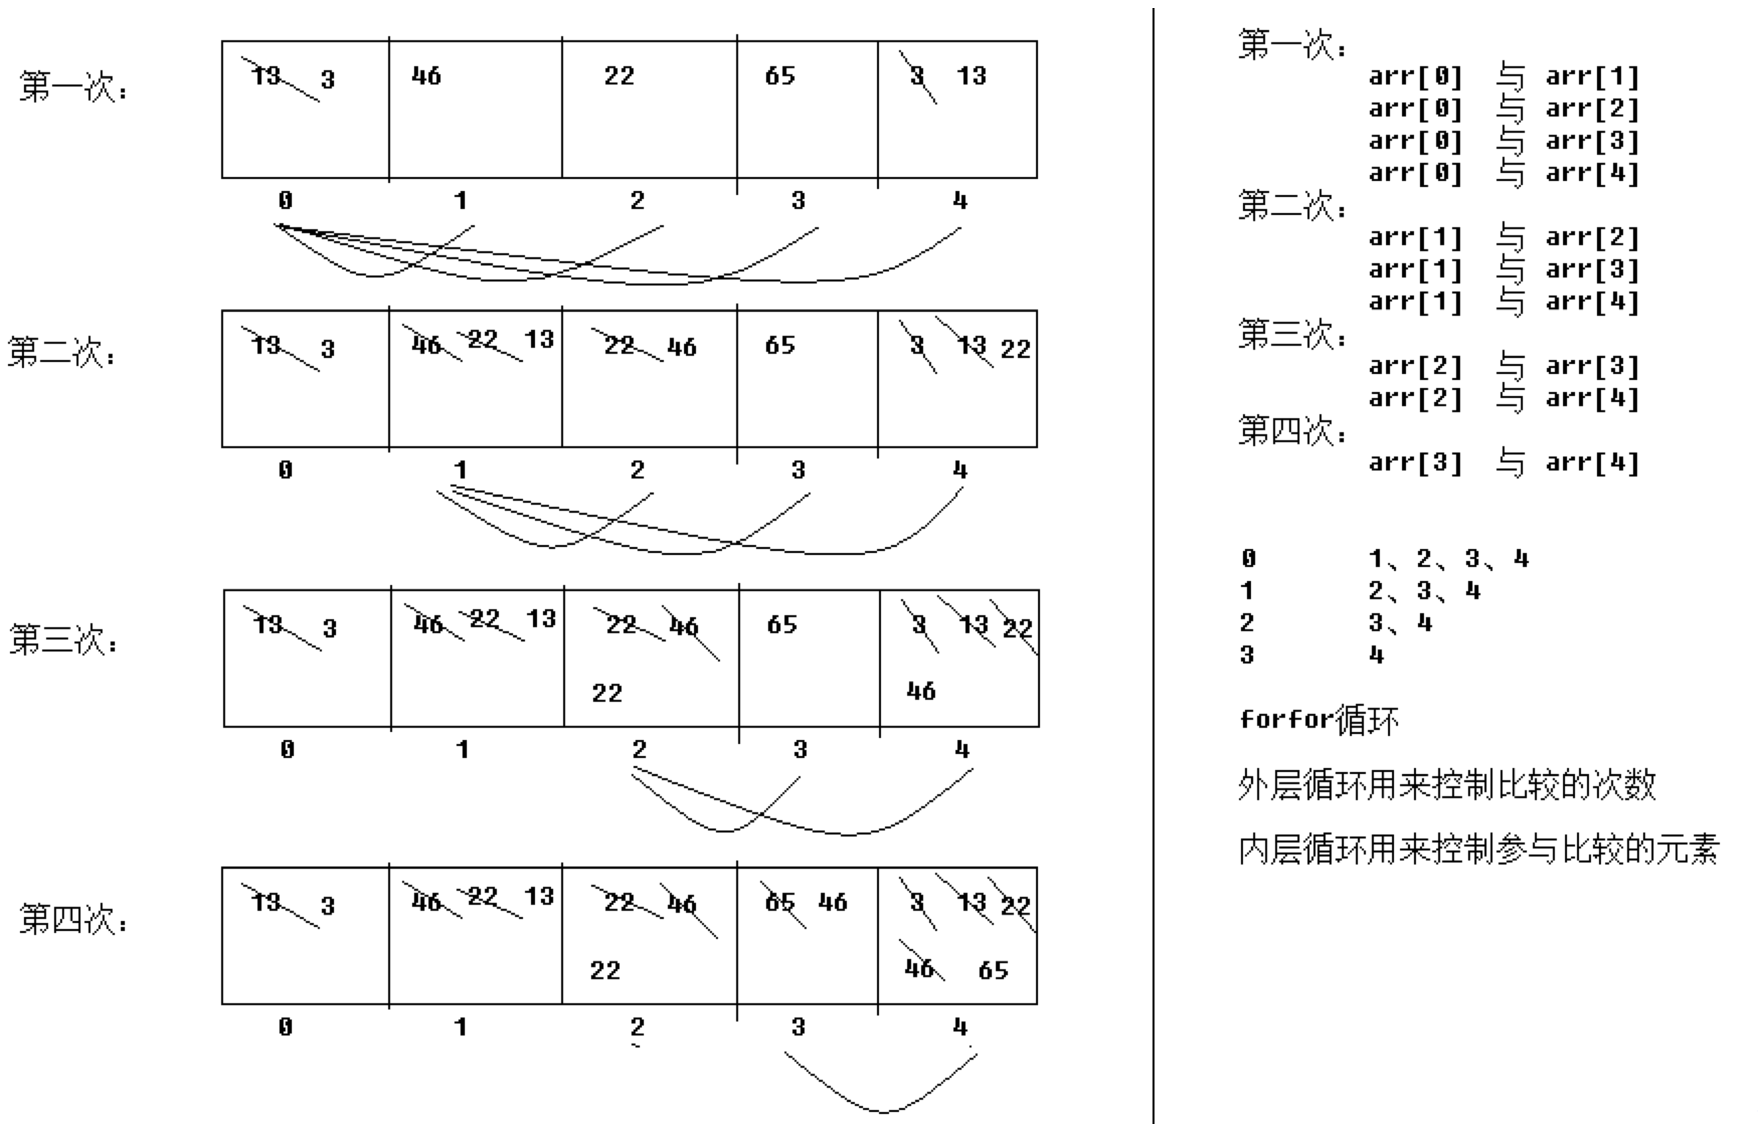 第一次:
13 3 46 22 65 3 13
0 1 2 3 4
第二次:
13 3 46 22 13 22 46 65 3 13 22
0 1 2 3 4
第三次:
13 3 46 22 13 22 46 65 3 13 22
22 46
0 1 2 3 4
第四次:
13 3 46 22 13 22 46 65 46 3 13 22
22 46 65
0 1 2 3 4
第一次:
arr[0] 与 arr[1]
arr[0] 与 arr[2]
arr[0] 与 arr[3]
arr[0] 与 arr[4]
第二次:
arr[1] 与 arr[2]
arr[1] 与 arr[3]
arr[1] 与 arr[4]
第三次:
arr[2] 与 arr[3]
arr[2] 与 arr[4]
第四次:
arr[3] 与 arr[4]
0 1、2、3、4
1 2、3、4
2 3、4
3 4
forfor循环
外层循环用来控制比较的次数
内层循环用来控制参与比较的元素